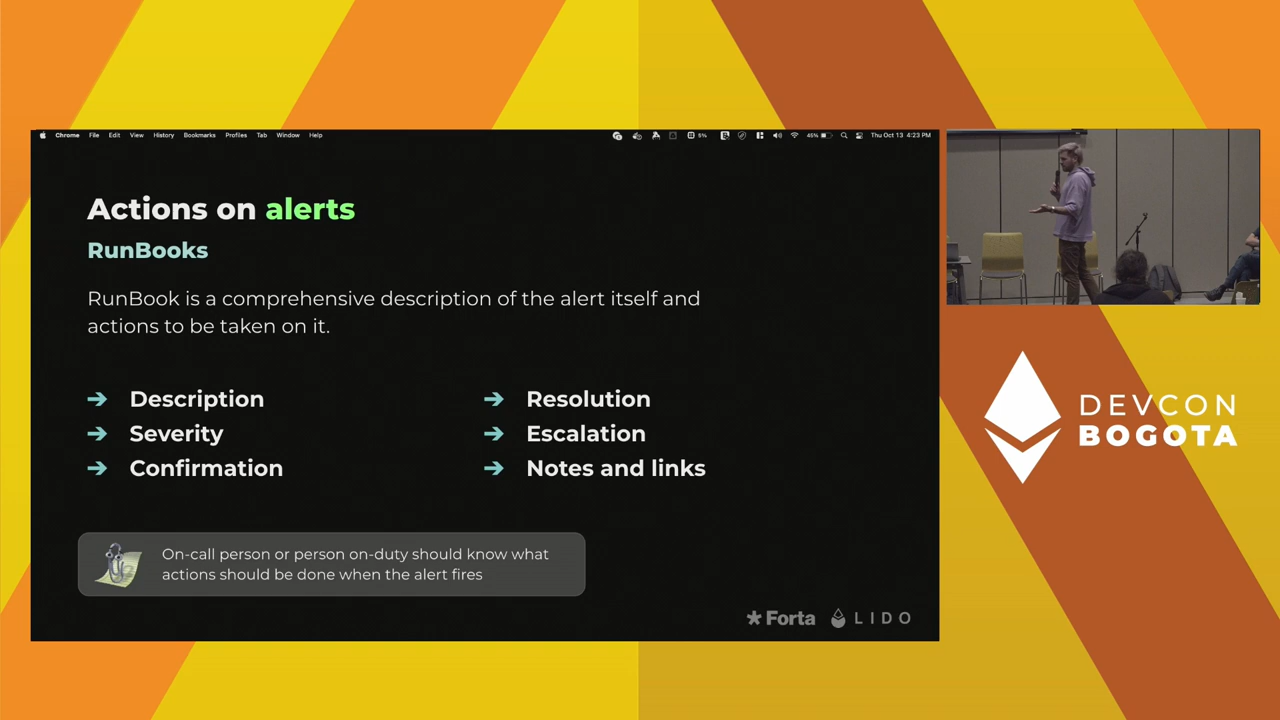 Chrome File Edit View History Bookmarks Profiles Tab Window Help
5% 45% Thu Oct 13 4:23 PM
Actions on alerts
RunBooks
RunBook is a comprehensive description of the alert itself and
actions to be taken on it.
➔ Description
➔ Severity
➔ Confirmation
➔ Resolution
➔ Escalation
➔ Notes and links
On-call person or person on-duty should know what
actions should be done when the alert fires
Forta LIDO
DEVCON
BOGOTA